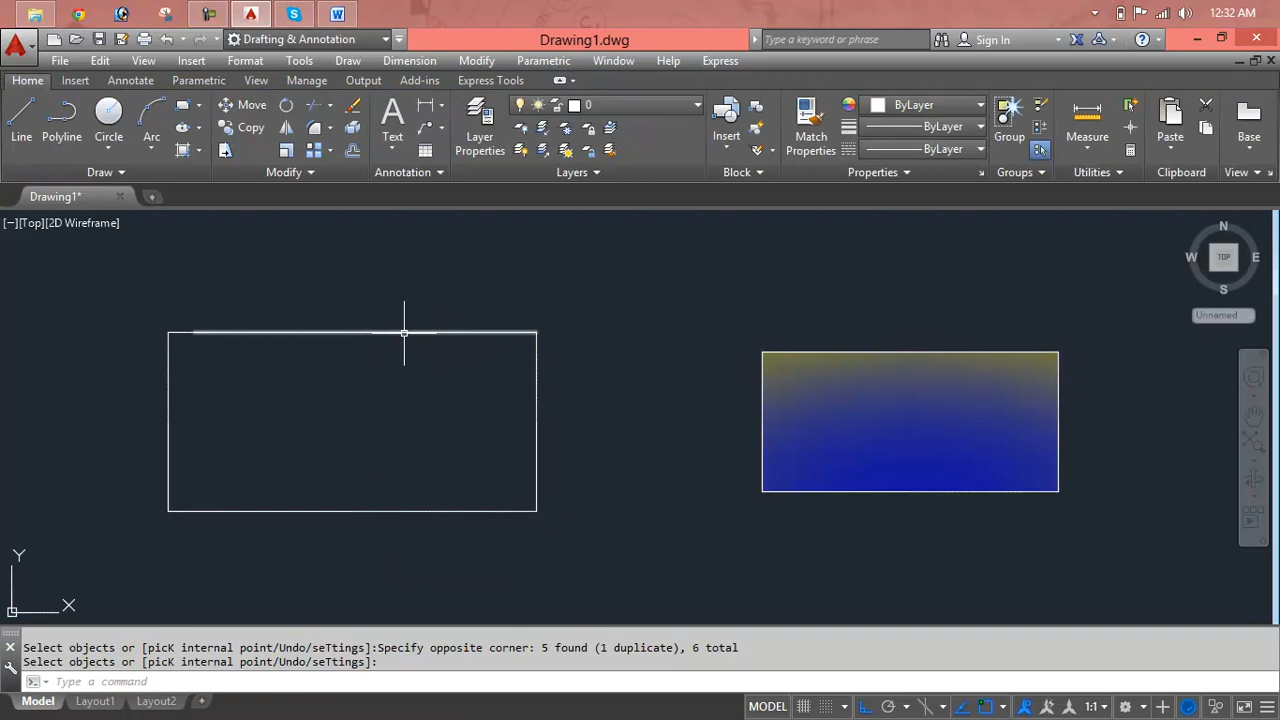 12:32 AM
Drafting & Annotation
Drawing1.dwg
Type a keyword or phrase
Sign In
File Edit View Insert Format Tools Draw Dimension Modify Parametric Window Help Express
Home Insert Annotate Parametric View Manage Output Add-ins Express Tools
Line Polyline Circle Arc
Move
Copy
Text
Layer Properties
0
Insert
Match Properties
ByLayer
ByLayer
ByLayer
Group
Measure
Paste
Base
Draw Modify Annotation Layers Block Properties Groups Utilities Clipboard View
Drawing1*
[−][Top][2D Wireframe]
N
W TOP E
S
Unnamed
Y
X
Select objects or [picK internal point/Undo/seTtings]:Specify opposite corner: 5 found (1 duplicate), 6 total
Select objects or [picK internal point/Undo/seTtings]:
Type a command
Model Layout1 Layout2 +
MODEL 1:1